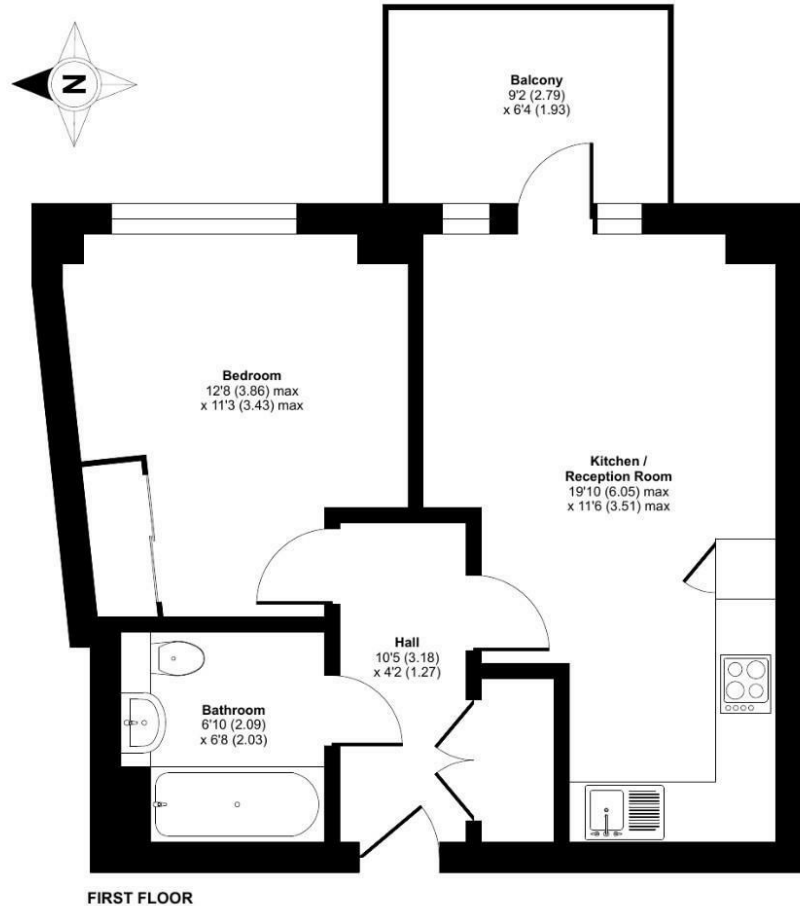 N
Balcony
9'2 (2.79)
x 6'4 (1.93)
Bedroom
12'8 (3.86) max
x 11'3 (3.43) max
Kitchen /
Reception Room
19'10 (6.05) max
x 11'6 (3.51) max
Hall
10'5 (3.18)
x 4'2 (1.27)
Bathroom
6'10 (2.09)
x 6'8 (2.03)
FIRST FLOOR